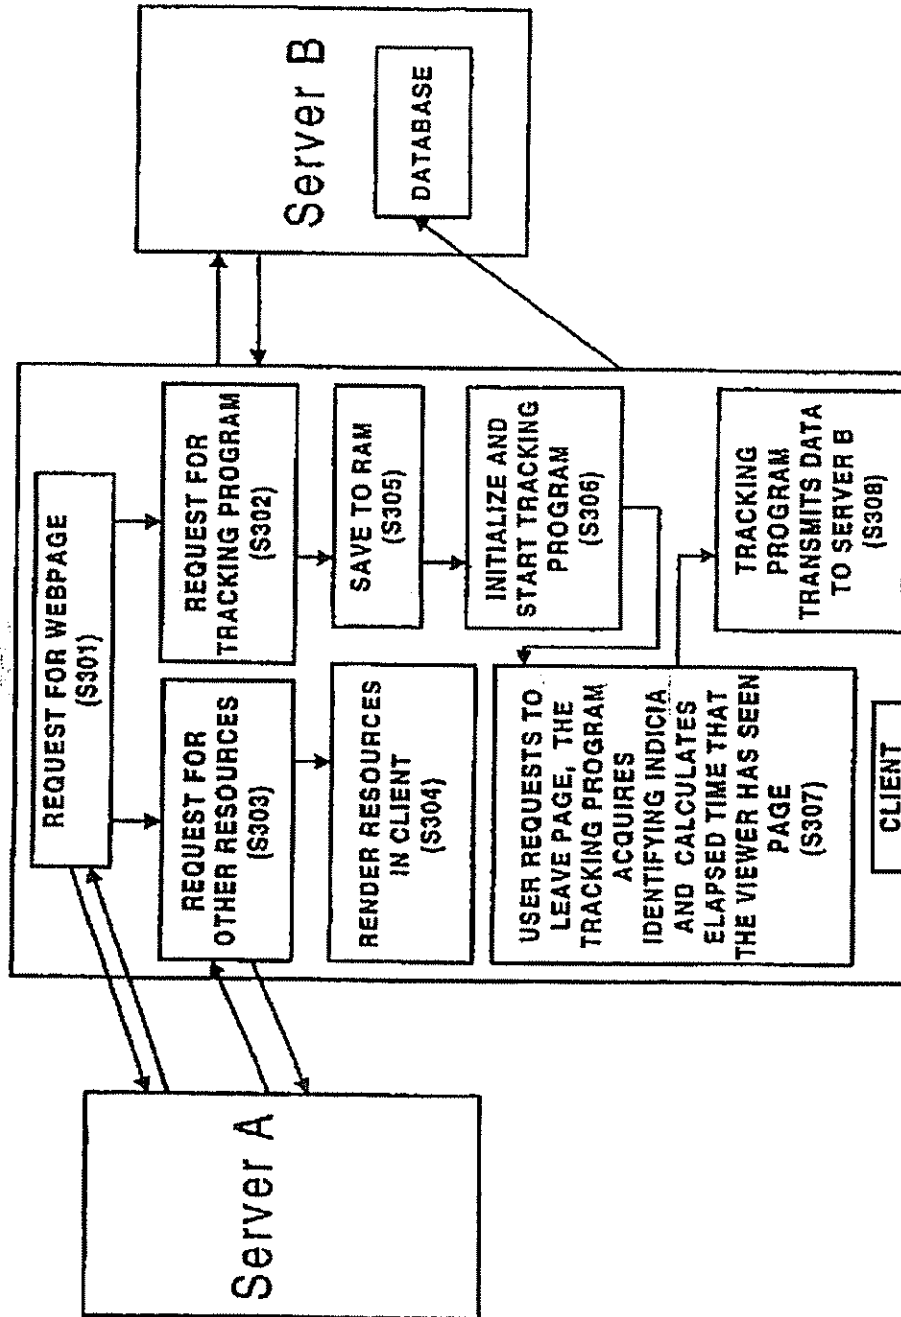 Server A
REQUEST FOR WEBPAGE
(S301)
REQUEST FOR
OTHER RESOURCES
(S303)
REQUEST FOR
TRACKING PROGRAM
(S302)
RENDER RESOURCES
IN CLIENT
(S304)
SAVE TO RAM
(S305)
INITIALIZE AND
START TRACKING
PROGRAM
(S306)
USER REQUESTS TO
LEAVE PAGE, THE
TRACKING PROGRAM
ACQUIRES
IDENTIFYING INDICIA
AND CALCULATES
ELAPSED TIME THAT
THE VIEWER HAS SEEN
PAGE
(S307)
TRACKING
PROGRAM
TRANSMITS DATA
TO SERVER B
(S308)
CLIENT
Server B
DATABASE